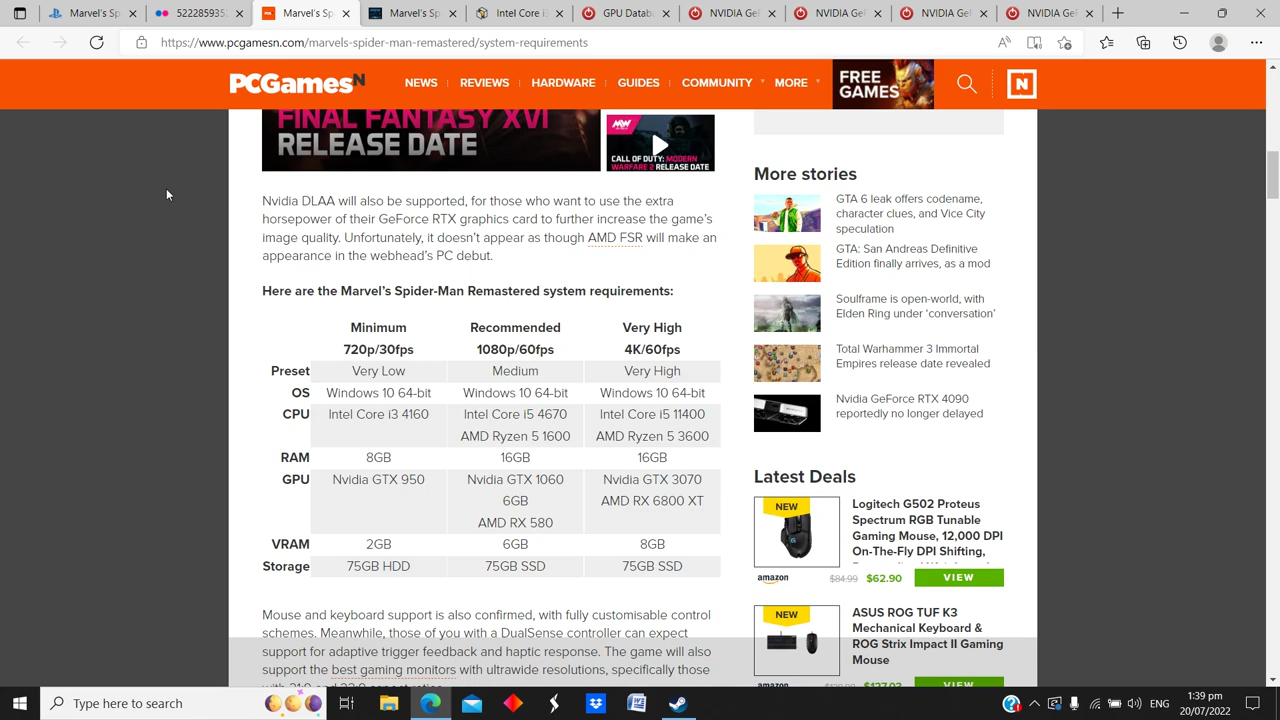 Marvel's Sp
5222859353
Marvel's Sp
Marvel's Sp
Intel Core i
GPU Datab
NVIDIA Ge
NVIDIA Ge
NVIDIA Ge
NVIDIA Ge
https://www.pcgamesn.com/marvels-spider-man-remastered/system-requirements
PCGamesN
NEWS
REVIEWS
HARDWARE
GUIDES
COMMUNITY
MORE
FREE
GAMES
N
FINAL FANTASY XVI
RELEASE DATE
CALL OF DUTY: MODERN
WARFARE 2 RELEASE DATE
Nvidia DLAA will also be supported, for those who want to use the extra
horsepower of their GeForce RTX graphics card to further increase the game's
image quality. Unfortunately, it doesn't appear as though AMD FSR will make an
appearance in the webhead's PC debut.
Here are the Marvel's Spider-Man Remastered system requirements:
Minimum Recommended Very High
720p/30fps 1080p/60fps 4K/60fps
Preset Very Low Medium Very High
OS Windows 10 64-bit Windows 10 64-bit Windows 10 64-bit
CPU Intel Core i3 4160 Intel Core i5 4670 Intel Core i5 11400
AMD Ryzen 5 1600 AMD Ryzen 5 3600
RAM 8GB 16GB 16GB
GPU Nvidia GTX 950 Nvidia GTX 1060 Nvidia GTX 3070
6GB AMD RX 6800 XT
AMD RX 580
VRAM 2GB 6GB 8GB
Storage 75GB HDD 75GB SSD 75GB SSD
Mouse and keyboard support is also confirmed, with fully customisable control
schemes. Meanwhile, those of you with a DualSense controller can expect
support for adaptive trigger feedback and haptic response. The game will also
support the best gaming monitors with ultrawide resolutions, specifically those
More stories
GTA 6 leak offers codename,
character clues, and Vice City
speculation
GTA: San Andreas Definitive
Edition finally arrives, as a mod
Soulframe is open-world, with
Elden Ring under 'conversation'
Total Warhammer 3 Immortal
Empires release date revealed
Nvidia GeForce RTX 4090
reportedly no longer delayed
Latest Deals
NEW
Logitech G502 Proteus
Spectrum RGB Tunable
Gaming Mouse, 12,000 DPI
On-The-Fly DPI Shifting,
amazon $84.99 $62.90 VIEW
NEW
ASUS ROG TUF K3
Mechanical Keyboard &
ROG Strix Impact II Gaming
Mouse
amazon VIEW
Type here to search
1:39 pm
20/07/2022